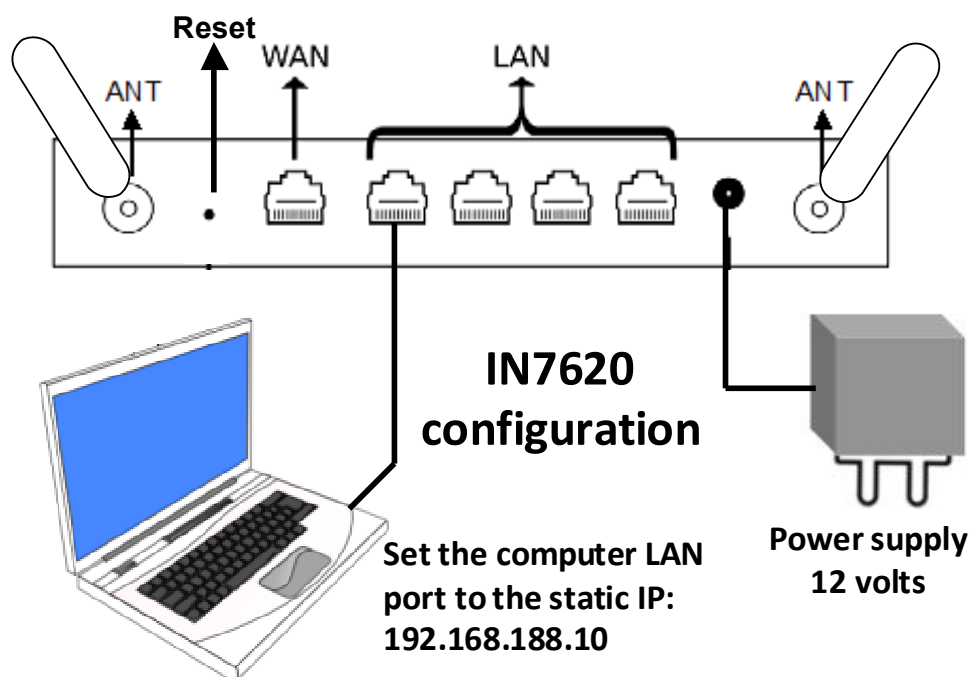 Reset
WAN
LAN
ANT
ANT
IN7620
configuration
Set the computer LAN
port to the static IP:
192.168.188.10
Power supply
12 volts